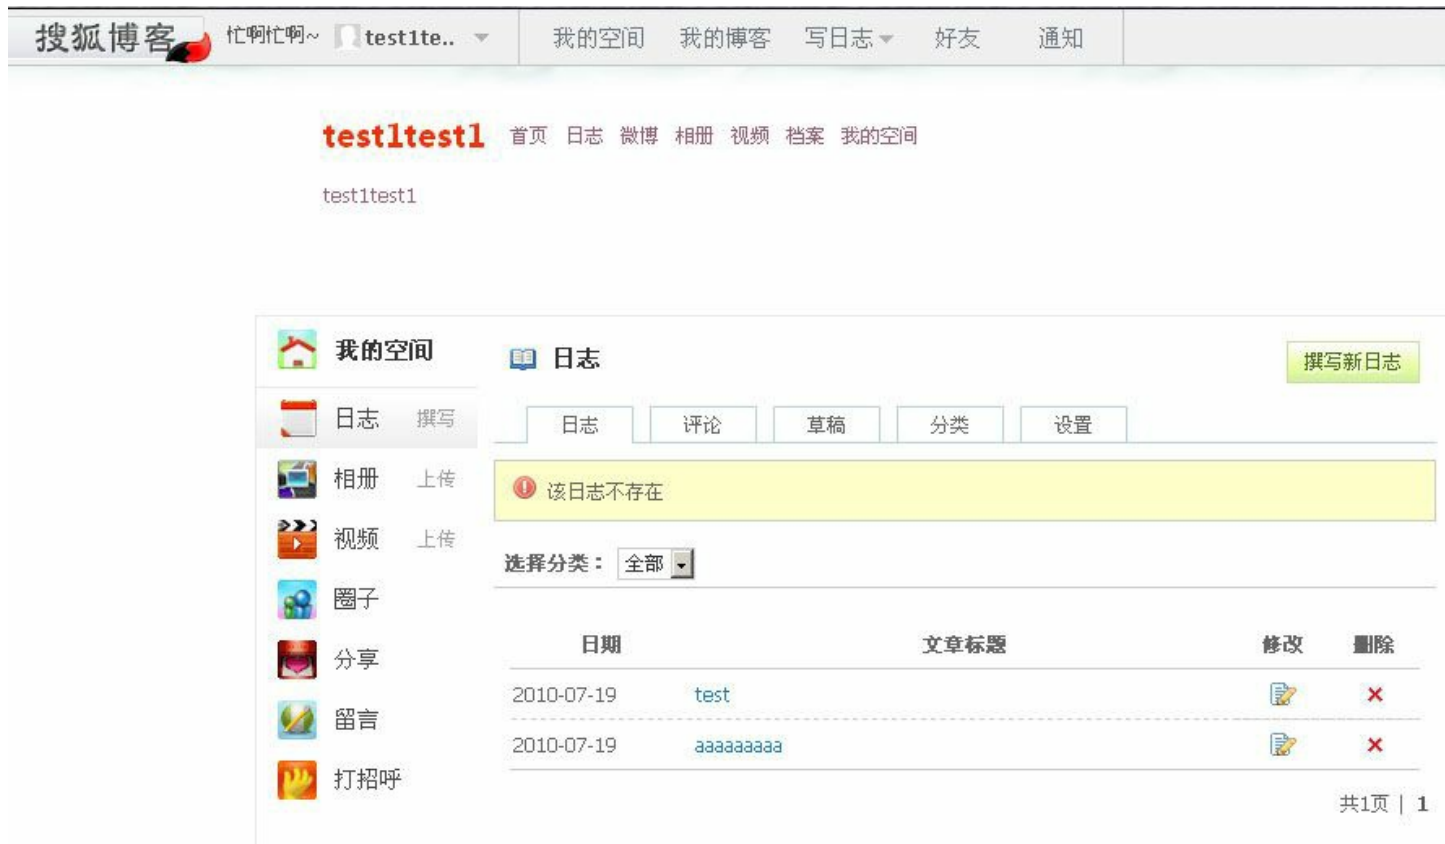 搜狐博客 忙啊忙啊~ test1te.. 我的空间 我的博客 写日志 好友 通知
test1test1 首页 日志 微博 相册 视频 档案 我的空间
test1test1
我的空间
日志 撰写
相册 上传
视频 上传
圈子
分享
留言
打招呼
日志 撰写新日志
日志 评论 草稿 分类 设置
该日志不存在
选择分类： 全部
日期 文章标题 修改 删除
2010-07-19 test
2010-07-19 aaaaaaaaa
共1页 | 1